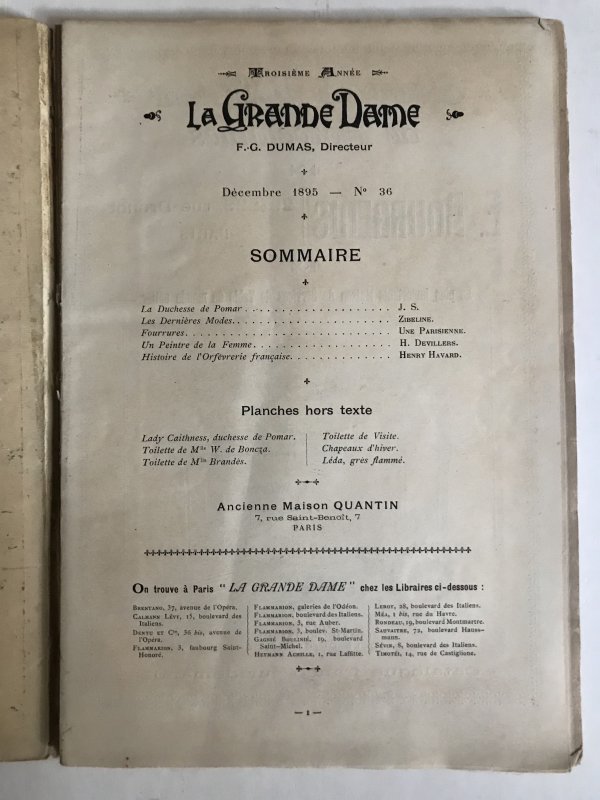 Troisième Année
La Grande Dame
F.-G. DUMAS, Directeur
Décembre 1895 — N° 36
SOMMAIRE
La Duchesse de Pomar . . . . . . . . . . . . . . . . . . . . . J. S.
Les Dernières Modes. . . . . . . . . . . . . . . . . . . . . . . Zibeline.
Fourrures. . . . . . . . . . . . . . . . . . . . . . . . . . . . . . Une Parisienne.
Un Peintre de la Femme. . . . . . . . . . . . . . . . . . . . H. Devillers.
Histoire de l'Orfèvrerie française. . . . . . . . . . . . . . Henry Havard.
Planches hors texte
Lady Caithness, duchesse de Pomar.
Toilette de Mlle W. de Boncza.
Toilette de Mlle Brandès.
Toilette de Visite.
Chapeaux d'hiver.
Léda, grès flammé.
Ancienne Maison QUANTIN
7, rue Saint-Benoît, 7
PARIS
On trouve à Paris "LA GRANDE DAME" chez les Libraires ci-dessous :
Brentano, 37, avenue de l'Opéra.
Calmann Lévy, 15, boulevard des
Italiens.
Dentu et Cie, 36 bis, avenue de
l'Opéra.
Flammarion, 3, faubourg Saint-
Honoré.
Flammarion, galeries de l'Odéon.
Flammarion, boulevard des Italiens.
Flammarion, 3, rue Auber.
Flammarion, 3, boulev. St-Martin.
19, boulevard
Saint-Michel.
Heymann Achille, 1, rue Laffitte.
Leroy, 28, boulevard des Italiens.
Méa, 1 bis, rue du Havre.
Rondeau, 19, boulevard Montmartre.
Sauvaitre, 72, boulevard Hauss-
mann.
Sévin, 8, boulevard des Italiens.
Timotéi, 14, rue de Castiglione.
— 1 —